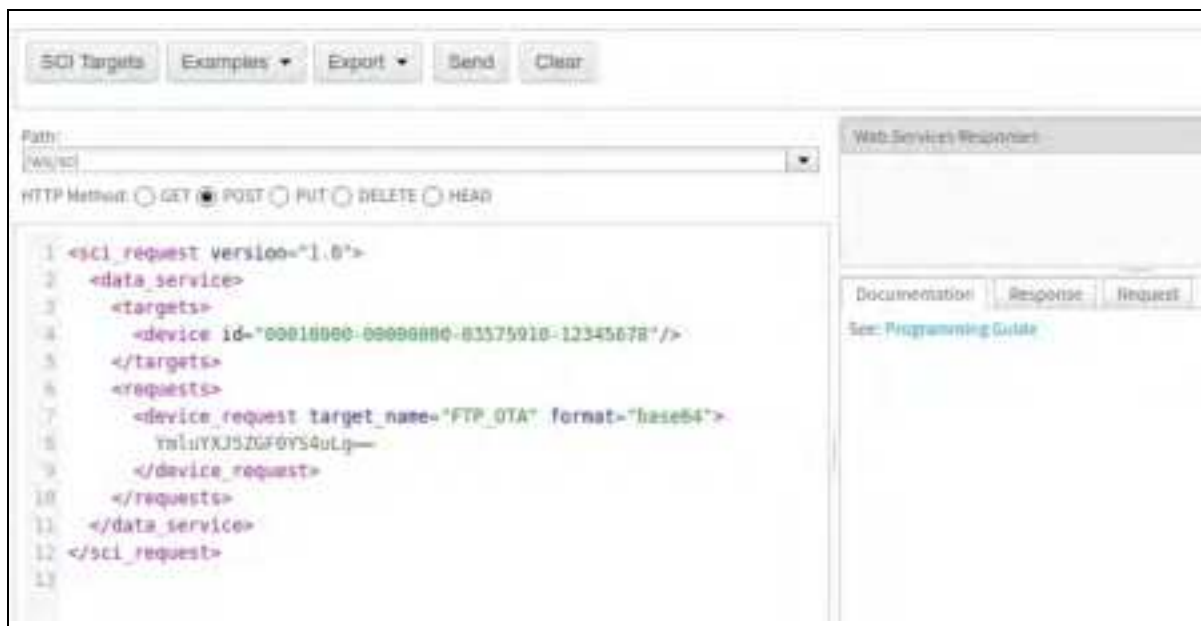 SCI Targets Examples Export Send Clear
Path:
/ws/sci
HTTP Method: GET POST PUT DELETE HEAD
Web Services Responses
1 <sci_request version="1.0">
2 <data_service>
3 <targets>
4 <device id="00010000-00000000-03575910-12345678"/>
5 </targets>
6 <requests>
7 <device_request target_name="FTP_OTA" format="base64">
8 YmluYXJ5ZGF0YS4uLg==
9 </device_request>
10 </requests>
11 </data_service>
12 </sci_request>
13
Documentation Response Request
See: Programming Guide